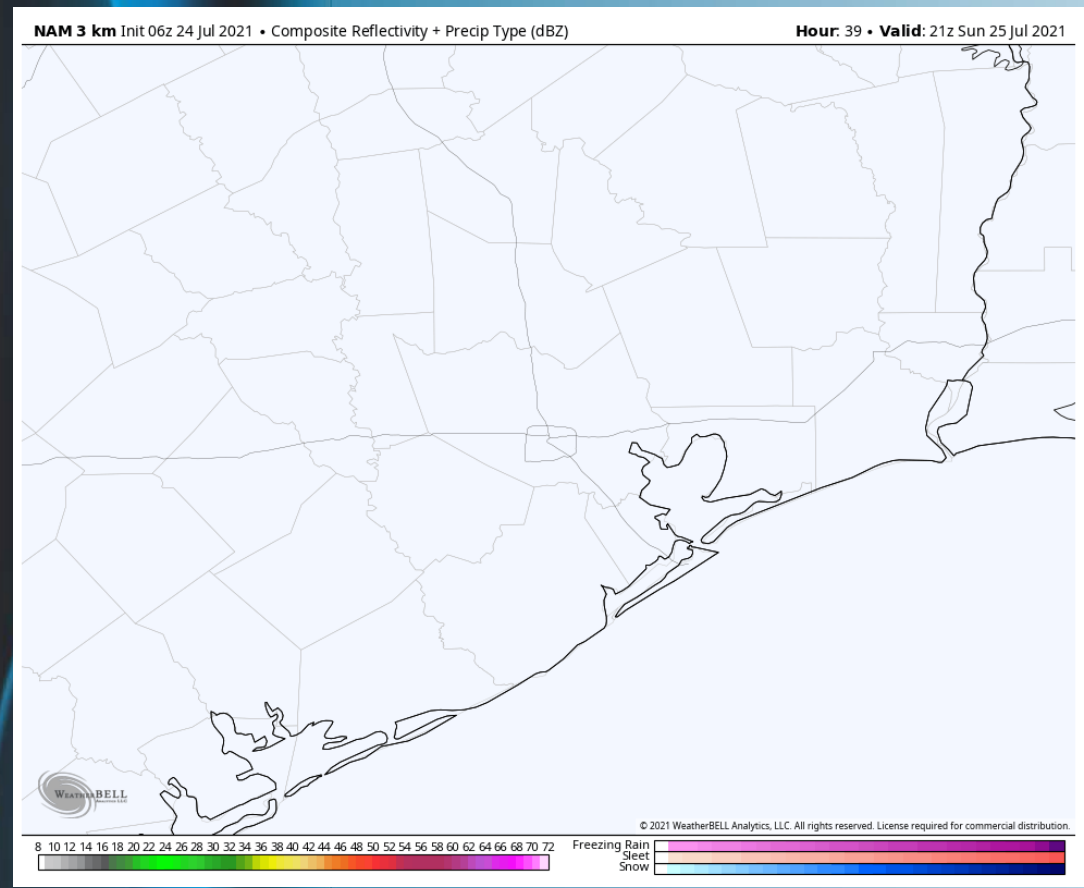 NAM 3 km Init 06z 24 Jul 2021 • Composite Reflectivity + Precip Type (dBZ)
Hour: 39 • Valid: 21z Sun 25 Jul 2021
WEATHERBELL
ANALYTICS LLC
© 2021 WeatherBELL Analytics, LLC. All rights reserved. License required for commercial distribution.
8 10 12 14 16 18 20 22 24 26 28 30 32 34 36 38 40 42 44 46 48 50 52 54 56 58 60 62 64 66 68 70 72
Freezing Rain
Sleet
Snow